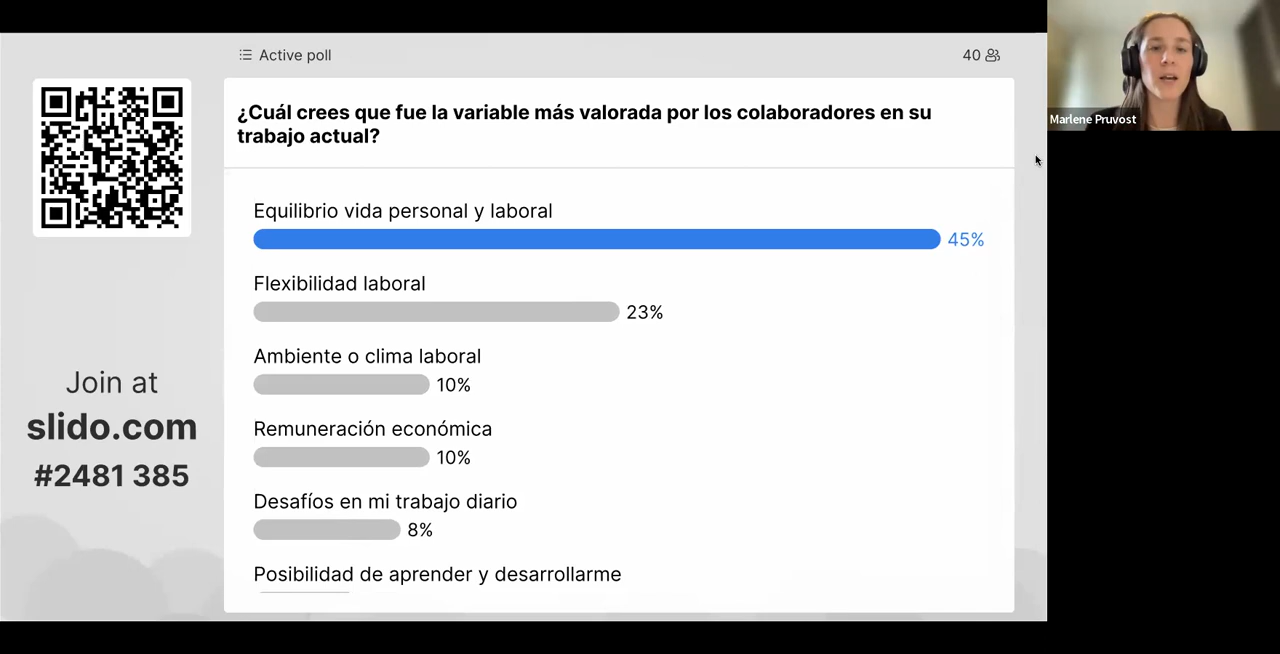 Active poll
40
¿Cuál crees que fue la variable más valorada por los colaboradores en su
trabajo actual?
Equilibrio vida personal y laboral
45%
Flexibilidad laboral
23%
Ambiente o clima laboral
10%
Remuneración económica
10%
Desafíos en mi trabajo diario
8%
Posibilidad de aprender y desarrollarme
Join at
slido.com
#2481 385
Marlene Pruvost